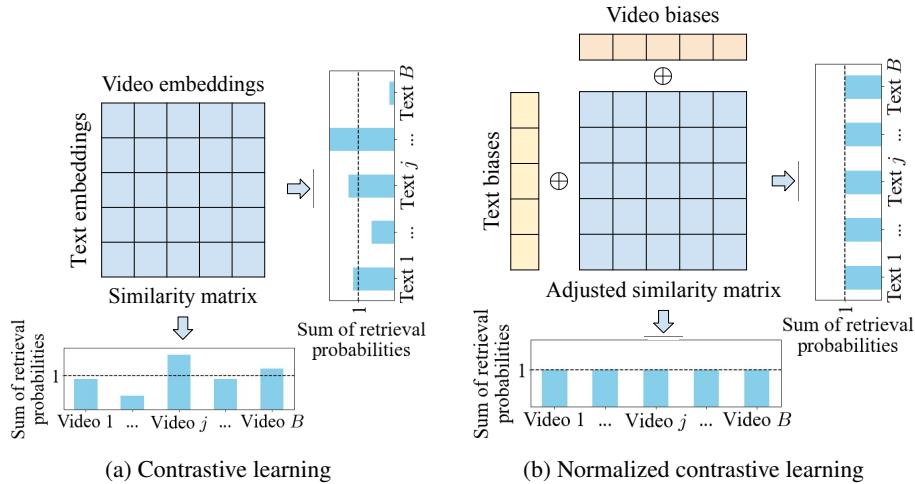 Video embeddings
Text embeddings
Similarity matrix
1
Text 1
...
Text j
...
Text B
Sum of retrieval
probabilities
Sum of retrieval
probabilities
1
Video 1
...
Video j
...
Video B
(a) Contrastive learning
Video biases
Text biases
Adjusted similarity matrix
1
Text 1
...
Text j
...
Text B
Sum of retrieval
probabilities
Sum of retrieval
probabilities
1
Video 1
...
Video j
...
Video B
(b) Normalized contrastive learning